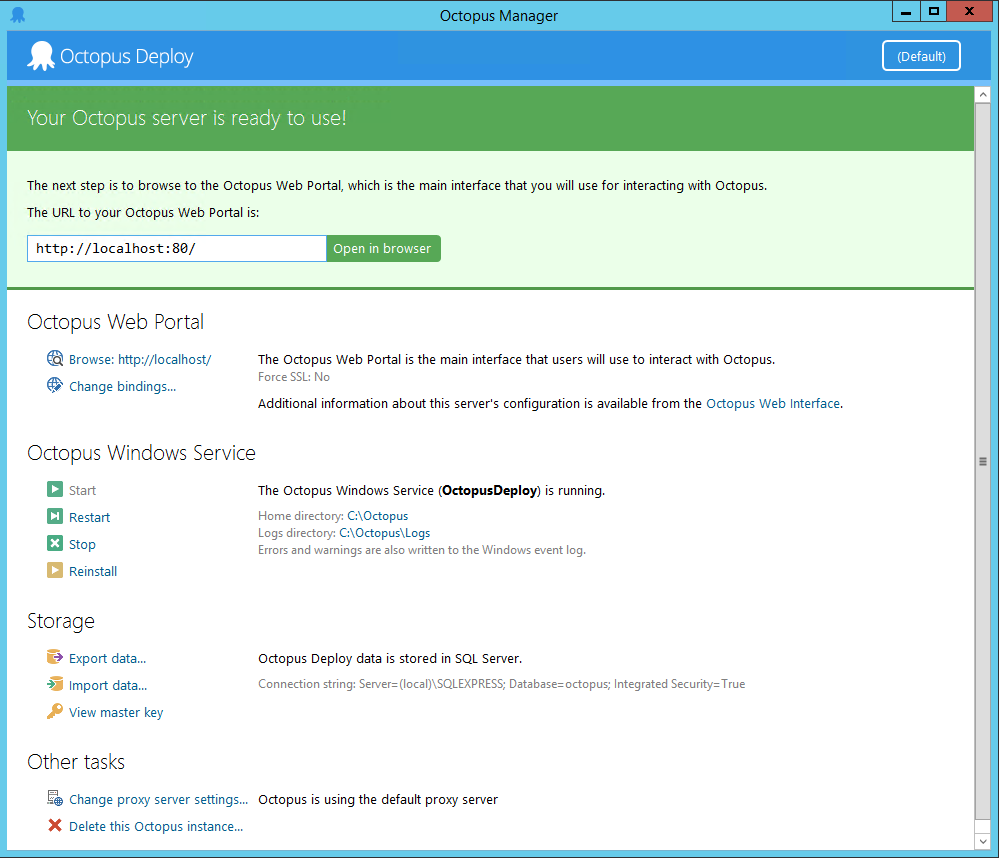 Octopus Manager
Octopus Deploy
(Default)
Your Octopus server is ready to use!
The next step is to browse to the Octopus Web Portal, which is the main interface that you will use for interacting with Octopus.
The URL to your Octopus Web Portal is:
http://localhost:80/
Open in browser
Octopus Web Portal
Browse: http://localhost/
The Octopus Web Portal is the main interface that users will use to interact with Octopus.
Force SSL: No
Change bindings...
Additional information about this server's configuration is available from the Octopus Web Interface.
Octopus Windows Service
Start
The Octopus Windows Service (OctopusDeploy) is running.
Restart
Home directory: C:\Octopus
Logs directory: C:\Octopus\Logs
Stop
Errors and warnings are also written to the Windows event log.
Reinstall
Storage
Export data...
Octopus Deploy data is stored in SQL Server.
Import data...
Connection string: Server=(local)\SQLEXPRESS; Database=octopus; Integrated Security=True
View master key
Other tasks
Change proxy server settings...
Octopus is using the default proxy server
Delete this Octopus instance...